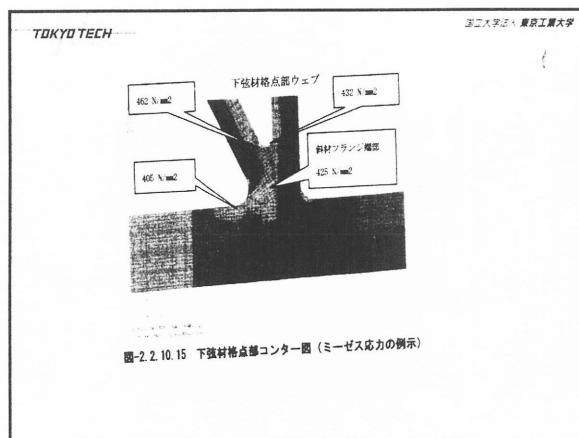 TOKYO TECH
国立大学法人 東京工業大学
下弦材格点部ウェブ
462 N/mm2
432 N/mm2
斜材フランジ端部
425 N/mm2
405 N/mm2
図-2.2.10.15 下弦材格点部コンター図(ミーゼス応力の例示)